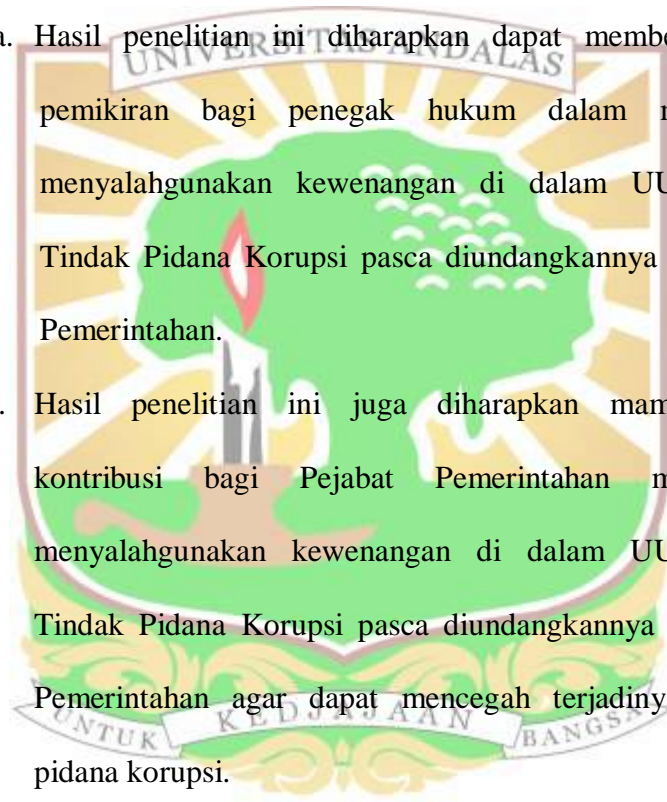 a. Hasil penelitian ini diharapkan dapat membe
UNIVERSITAS ANDALAS
pemikiran bagi penegak hukum dalam
menyalahgunakan kewenangan di dalam UU
Tindak Pidana Korupsi pasca diundangkannya
Pemerintahan.
. Hasil penelitian ini juga diharapkan mam
kontribusi bagi Pejabat Pemerintahan
menyalahgunakan kewenangan di dalam UU
Tindak Pidana Korupsi pasca diundangkannya
Pemerintahan agar dapat mencegah terjadiny
UNTUK KEDJAJAAN BANGSA
pidana korupsi.